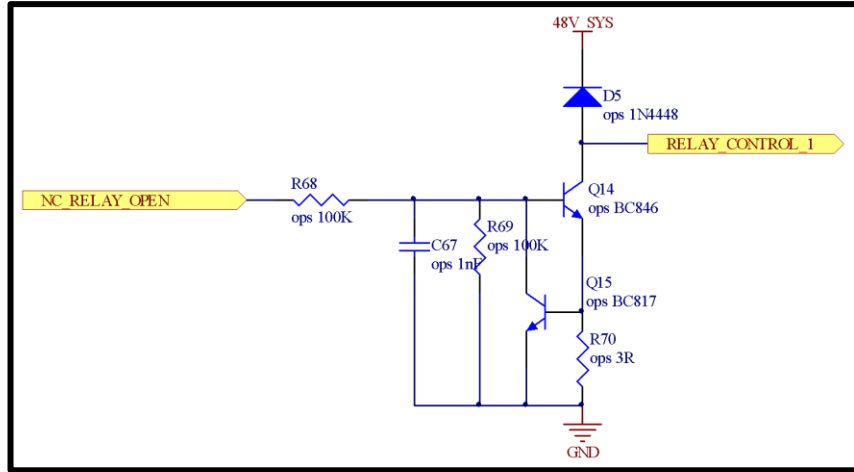 48V_SYS
D5
ops 1N4448
RELAY_CONTROL_1
R68
ops 100K
NC_RELAY_OPEN
Q14
ops BC846
C67
ops 1nF
R69
ops 100K
Q15
ops BC817
R70
ops 3R
GND